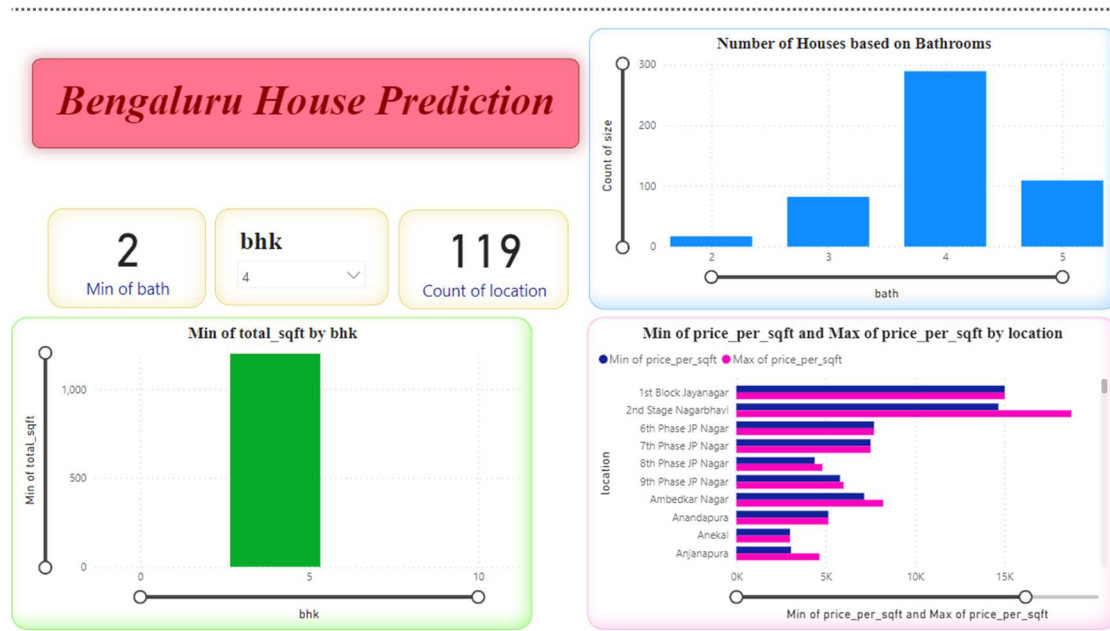 Bengaluru House Prediction
2
Min of bath
bhk
4
119
Count of location
Number of Houses based on Bathrooms
Count of size
300
200
100
0
2
3
4
5
bath
Min of total_sqft by bhk
Min of total_sqft
1,000
500
0
0
5
10
bhk
Min of price_per_sqft and Max of price_per_sqft by location
Min of price_per_sqft
Max of price_per_sqft
location
1st Block Jayanagar
2nd Stage Nagarbhavi
6th Phase JP Nagar
7th Phase JP Nagar
8th Phase JP Nagar
9th Phase JP Nagar
Ambedkar Nagar
Anandapura
Anekal
Anjanapura
0K
5K
10K
15K
Min of price_per_sqft and Max of price_per_sqft